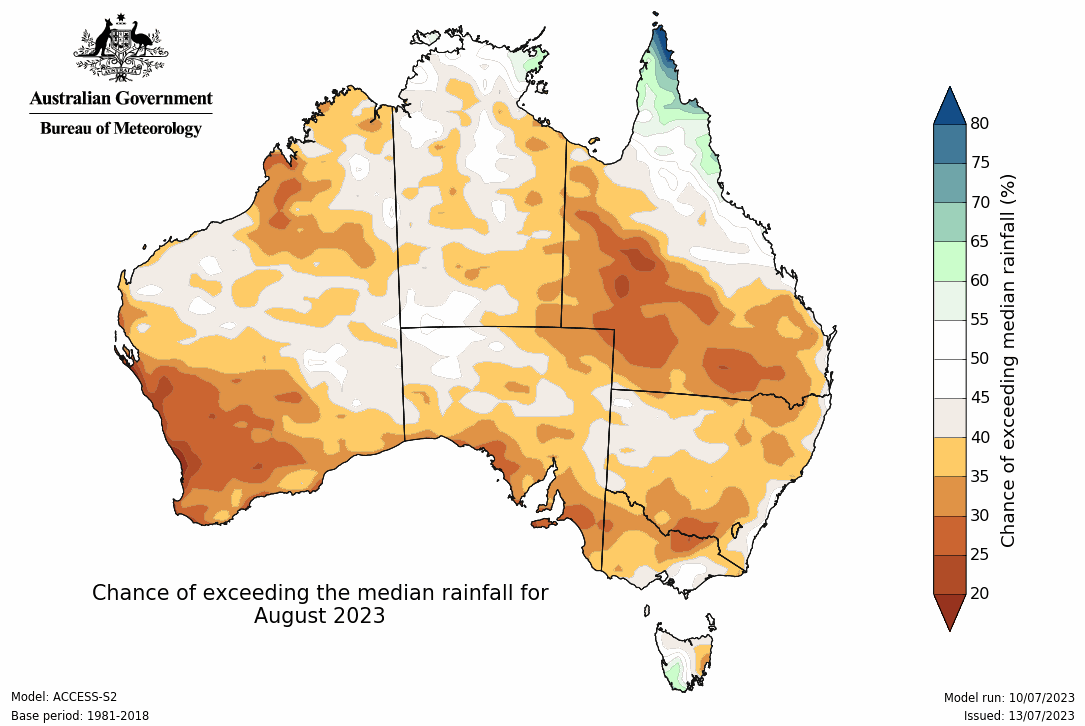 AUSTRALIA
Australian Government
Bureau of Meteorology
80
75
70
65
60
55
50
45
40
35
30
25
20
Chance of exceeding median rainfall (%)
Chance of exceeding the median rainfall for
August 2023
Model: ACCESS-S2
Base period: 1981-2018
Model run: 10/07/2023
Issued: 13/07/2023